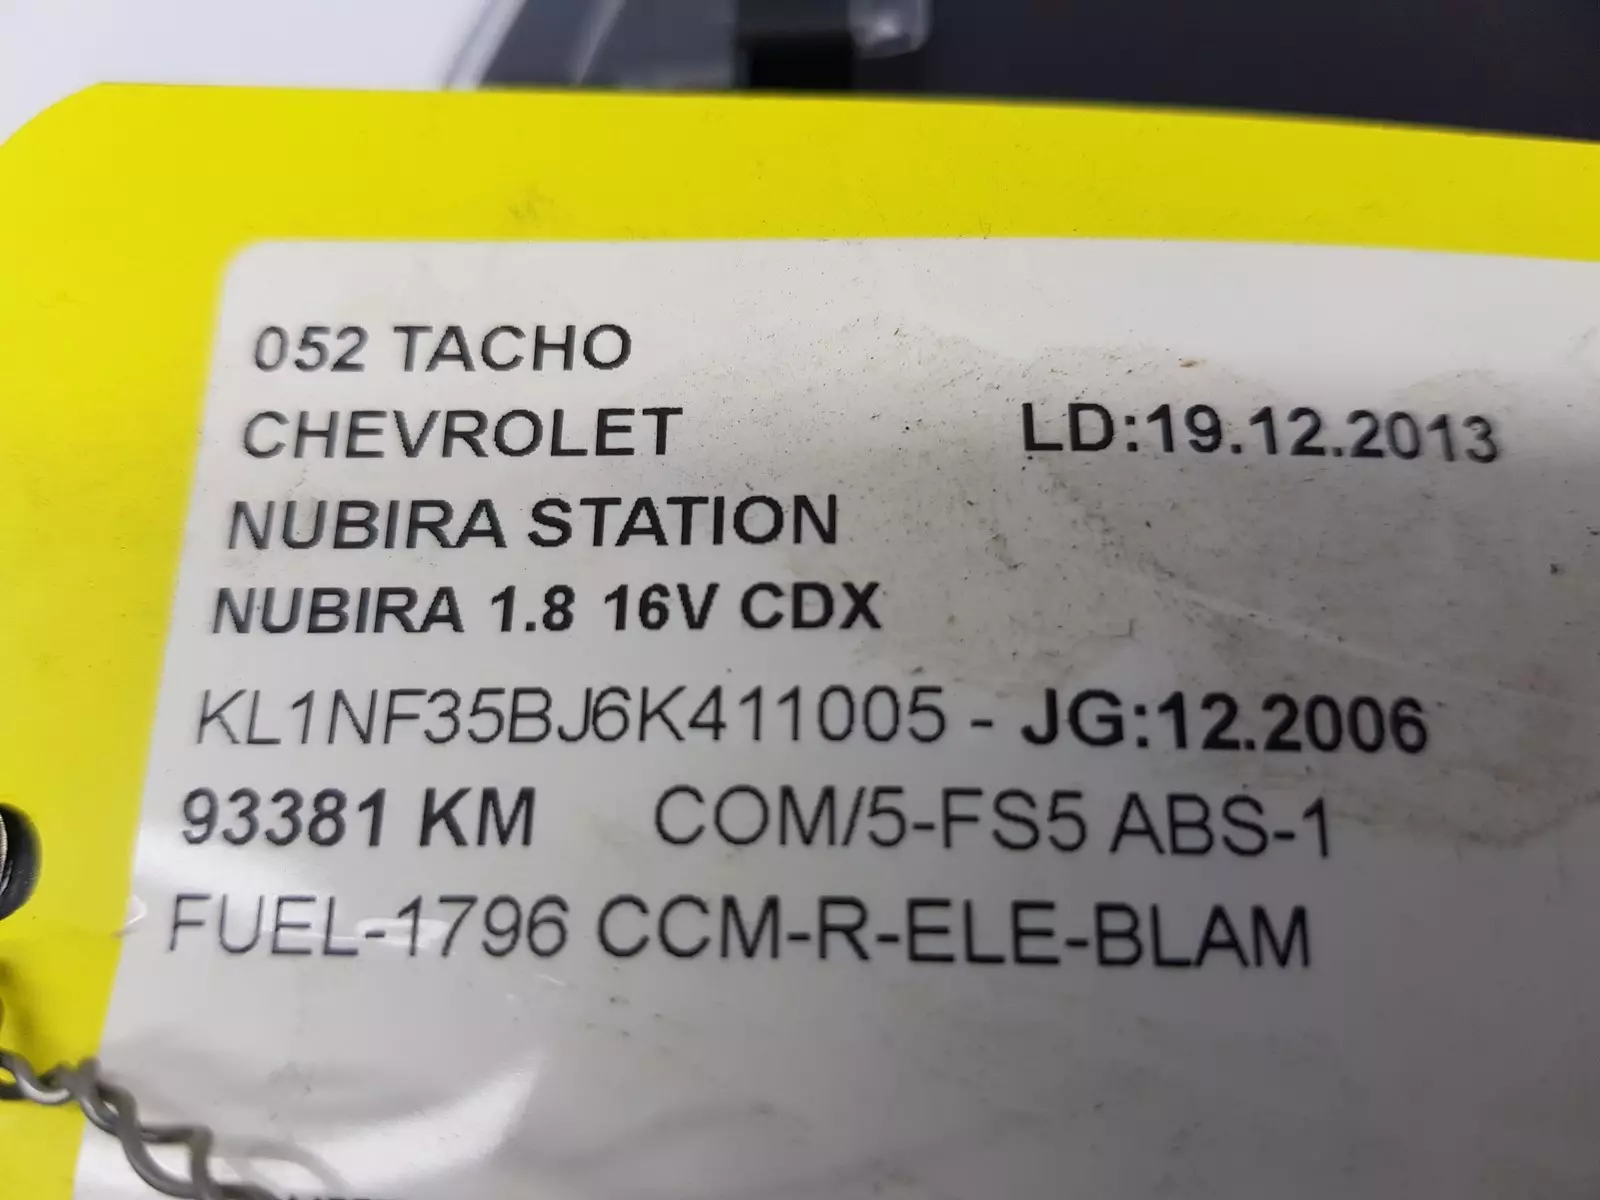 052 TACHO
CHEVROLET LD:19.12.2013
NUBIRA STATION
NUBIRA 1.8 16V CDX
KL1NF35BJ6K411005 - JG:12.2006
93381 KM COM/5-FS5 ABS-1
FUEL-1796 CCM-R-ELE-BLAM